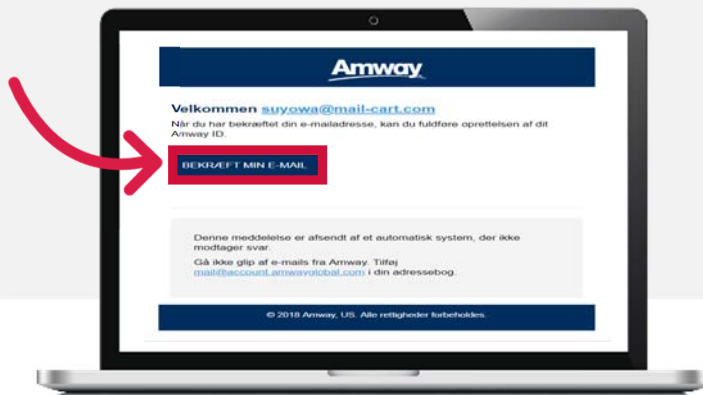 Amway
Velkommen suyowa@mail-cart.com
Når du har bekræftet din e-mailadresse, kan du fuldføre oprettelsen af dit
Amway ID.
BEKRÆFT MIN E-MAIL
Denne meddelelse er afsendt af et automatisk system, der ikke
modtager svar.
Gå ikke glip af e-mails fra Amway. Tilføj
mail@account.amwayglobal.com i din adressebog.
© 2018 Amway, US. Alle rettigheder forbeholdes.